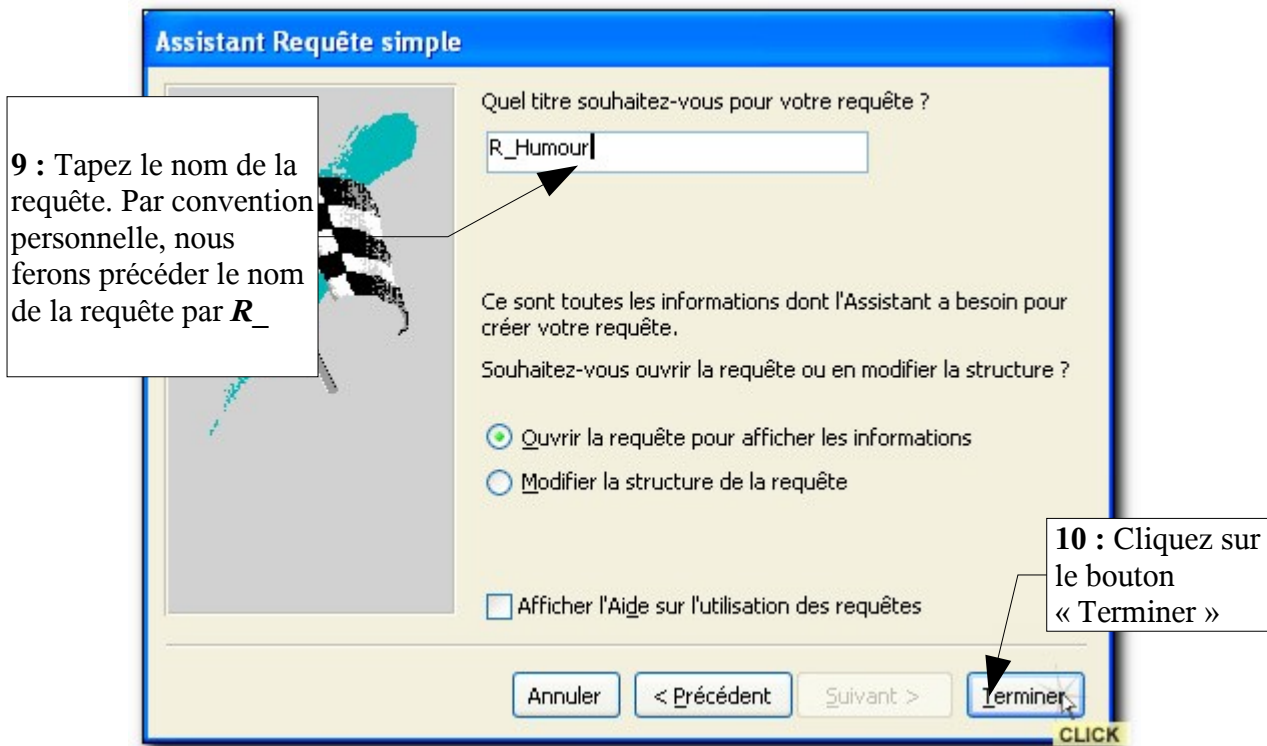 Assistant Requête simple
Quel titre souhaitez-vous pour votre requête ?
R_Humour
9 : Tapez le nom de la
requête. Par convention
personnelle, nous
ferons précéder le nom
de la requête par R_
Ce sont toutes les informations dont l'Assistant a besoin pour
créer votre requête.
Souhaitez-vous ouvrir la requête ou en modifier la structure ?
Ouvrir la requête pour afficher les informations
Modifier la structure de la requête
10 : Cliquez sur
le bouton
« Terminer »
Afficher l'Aide sur l'utilisation des requêtes
Annuler
< Précédent
Suivant >
Terminer
CLICK